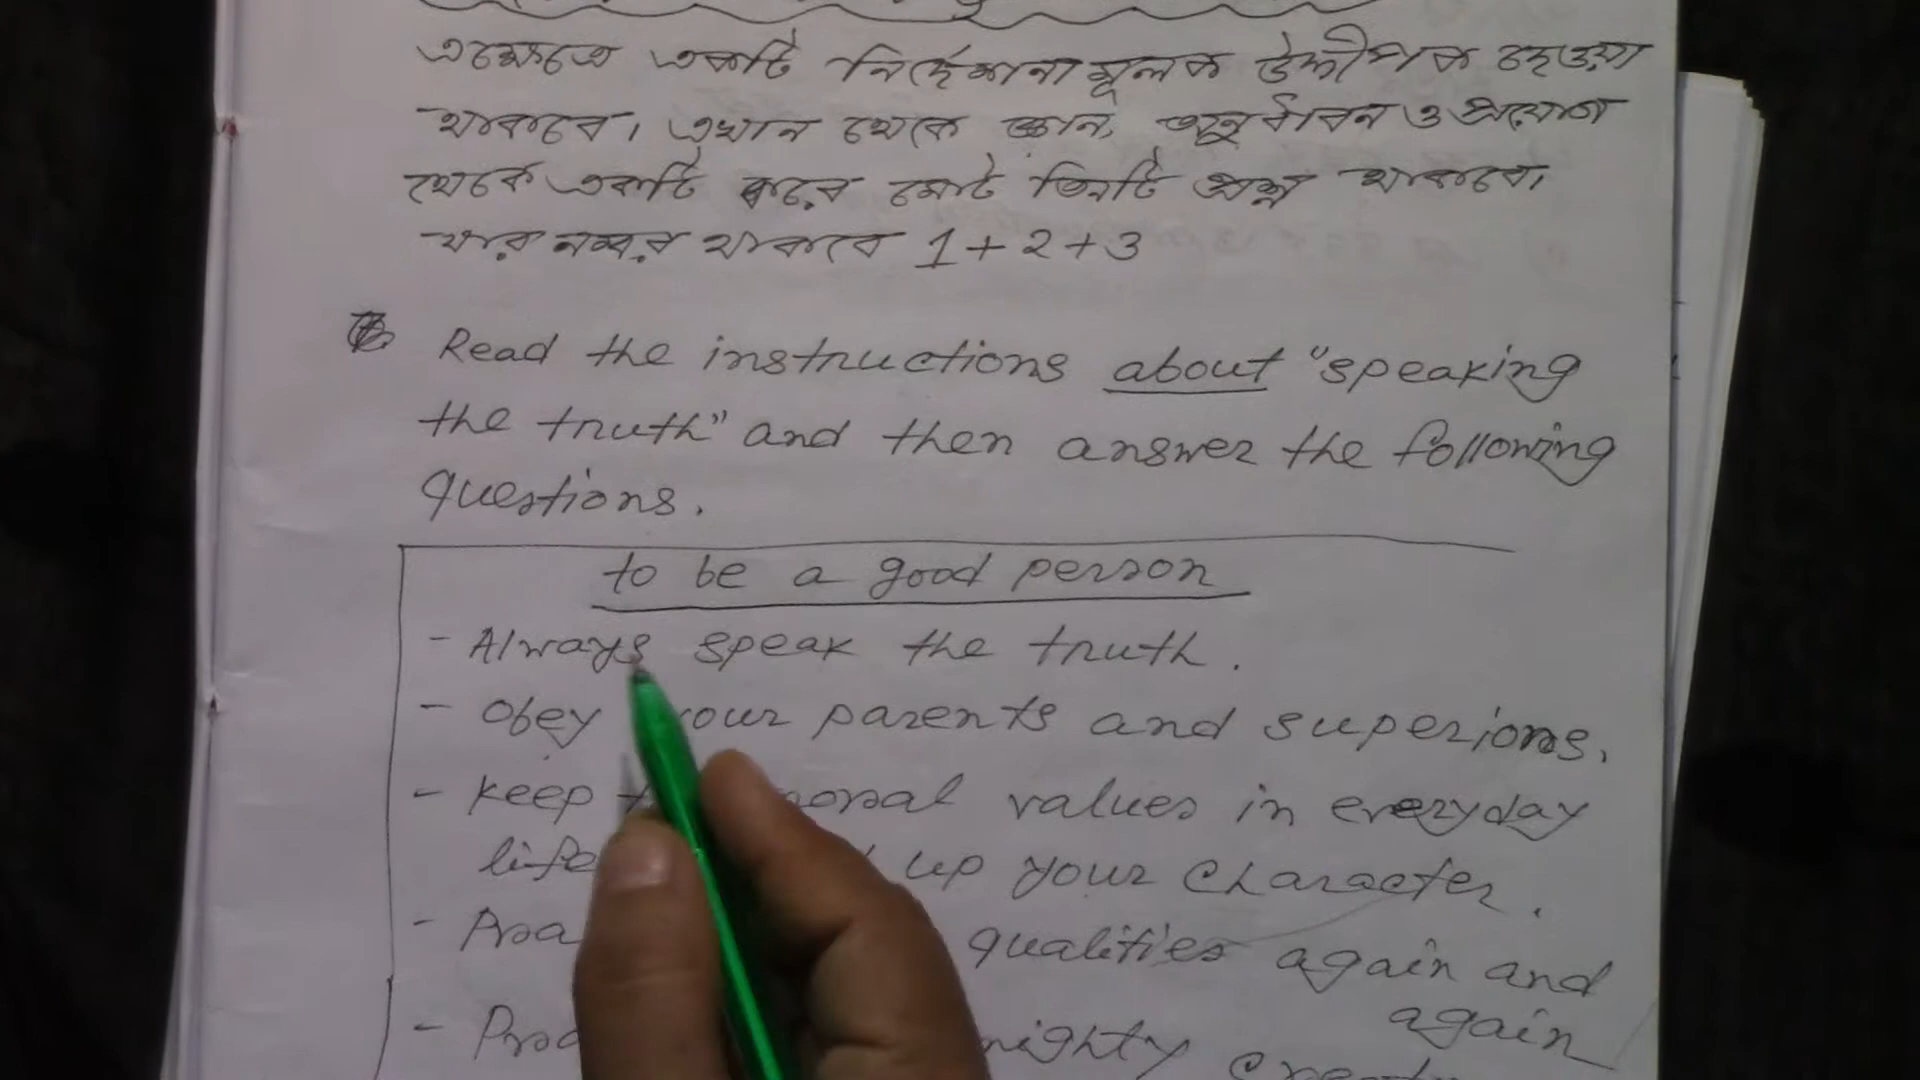 এক্ষেত্রে একটি নির্দেশনামূলক উদ্দীপক দেওয়া
থাকবে। এখান থেকে জ্ঞান, অনুধাবন ও প্রয়োগ
থেকে একটি করে মোট তিনটি প্রশ্ন থাকবে।
যার নম্বর থাকবে 1+2+3
Read the instructions about "speaking
the truth" and then answer the following
questions.
to be a good person
- Always speak the truth.
- Obey your parents and superiors.
- Keep moral values in everyday
life up your character.
- qualities again and
again
-